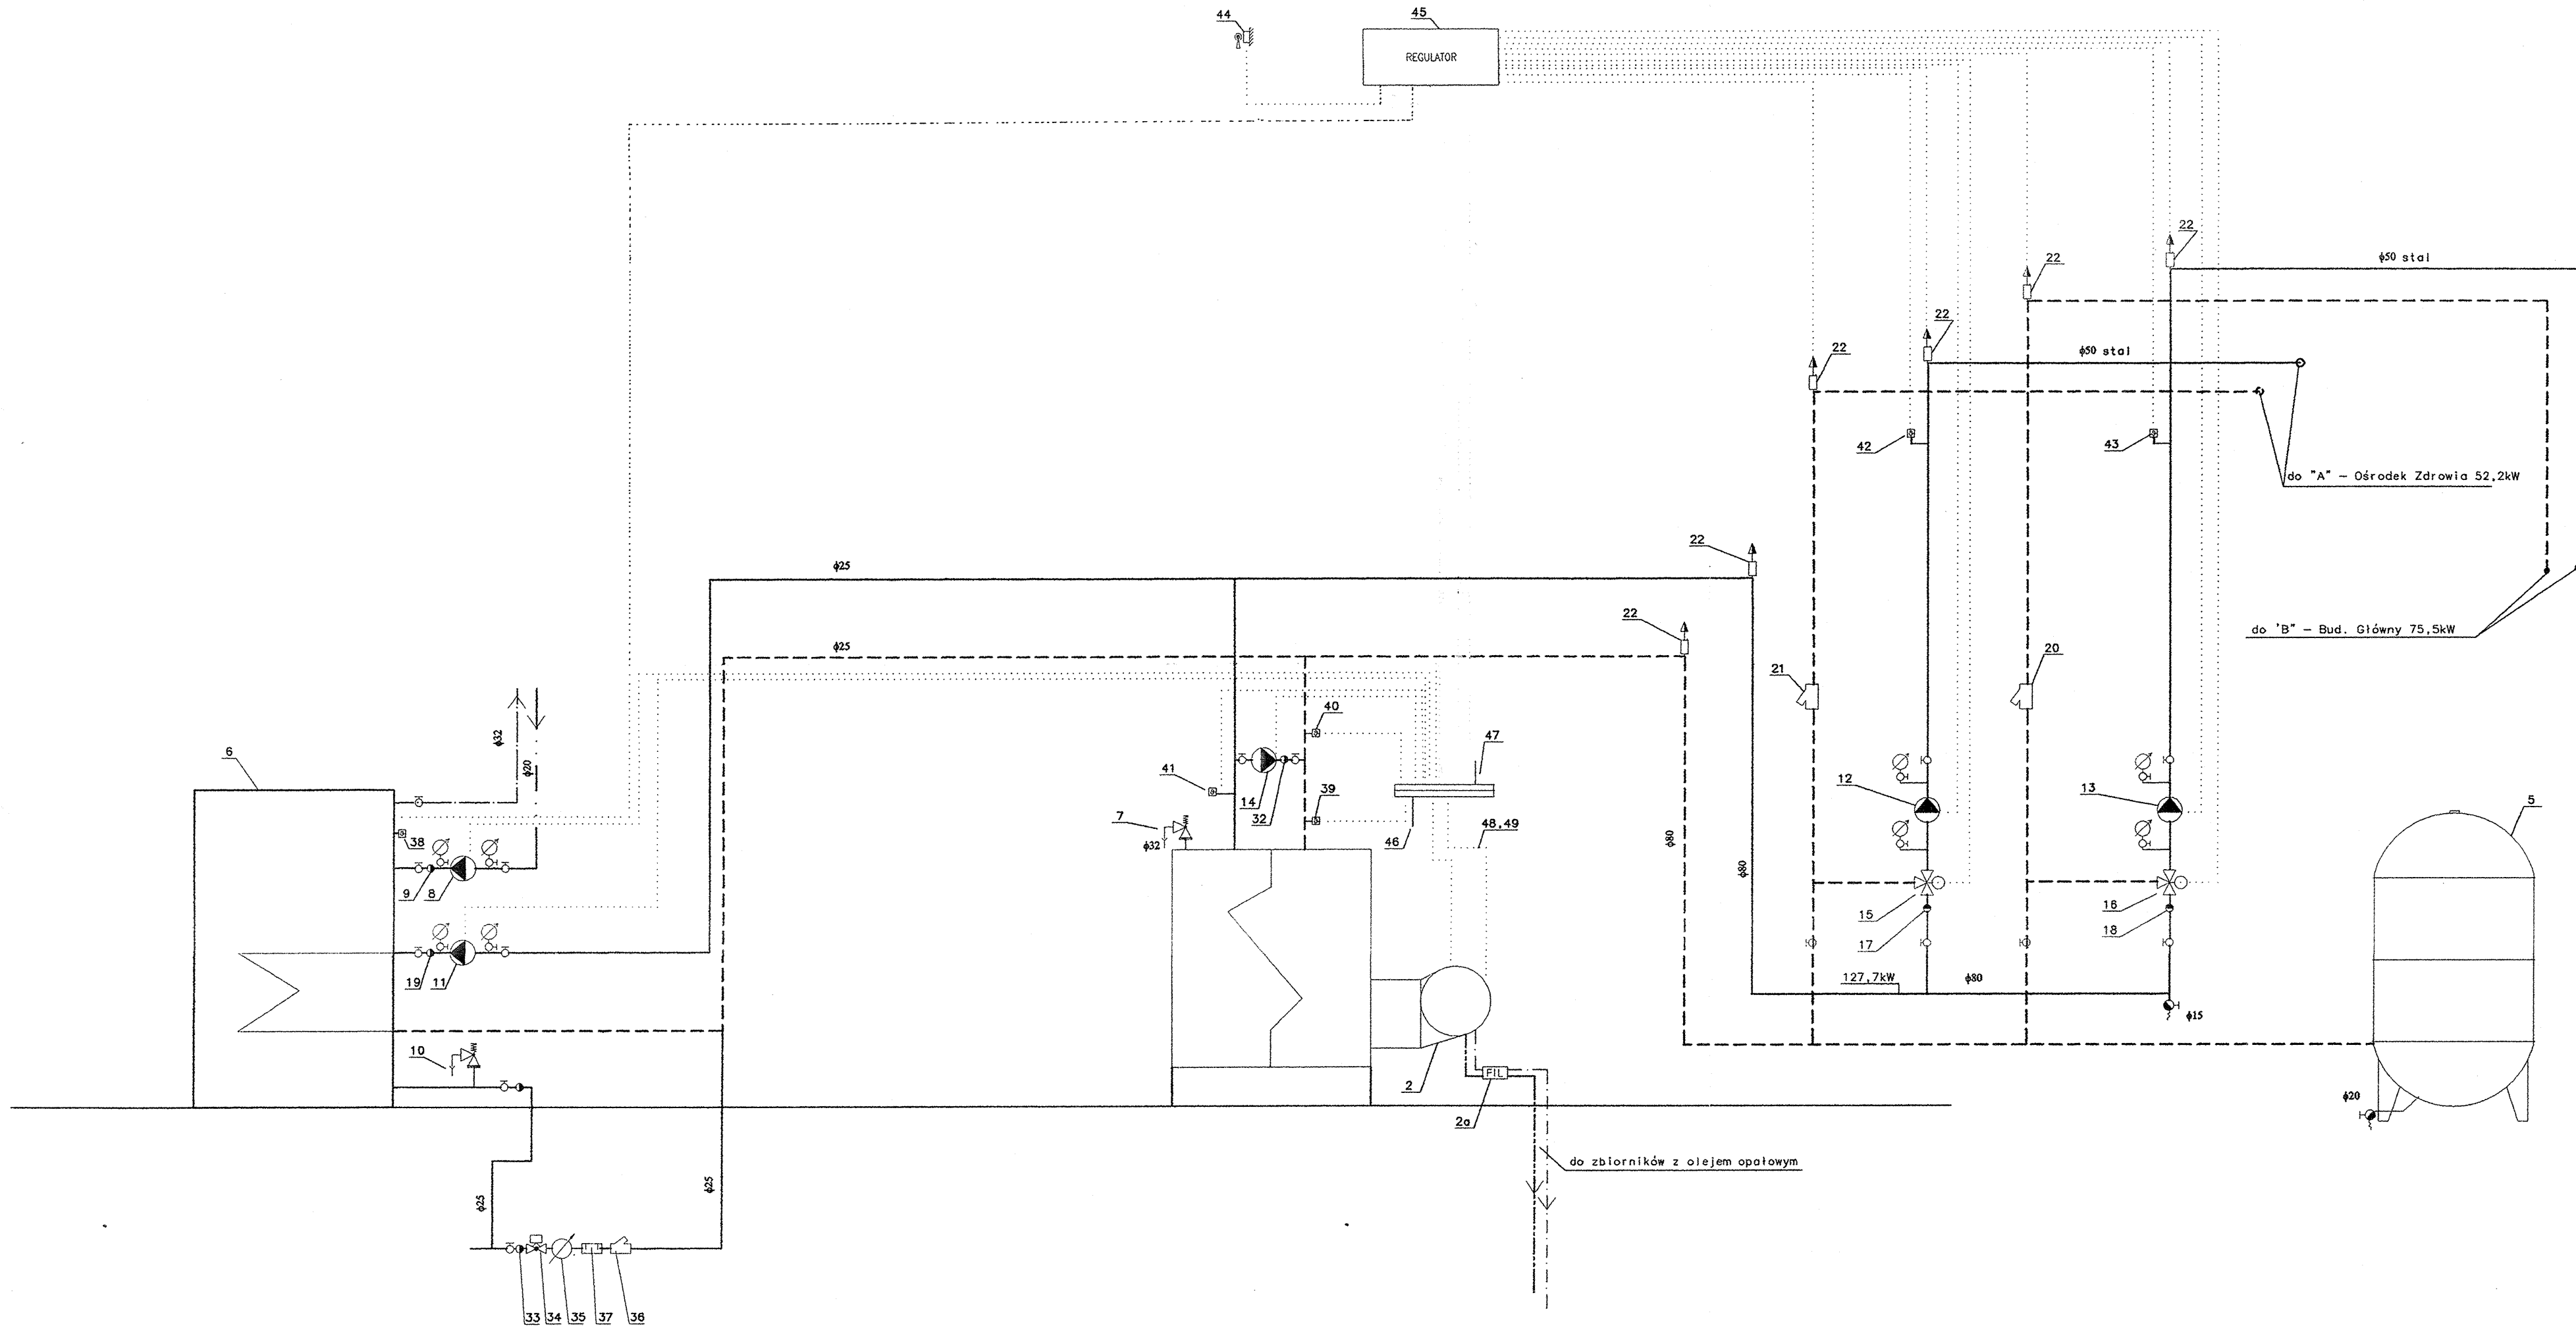 44
45
REGULATOR
22
φ50 stal
22
22
φ50 stal
22
42
43
do "A" – Ośrodek Zdrowia 52,2kW
22
φ25
22
do 'B" – Bud. Główny 75,5kW
φ25
21
20
40
φ32
6
φ20
47
41
14
32
39
12
13
5
7
φ32
46
48,49
φ80
φ80
38
9
8
15
16
17
18
19
11
127,7kW
φ80
φ15
10
FIL
2
2a
φ20
do zbiorników z olejem opałowym
φ25
φ25
33
34
35
37
36